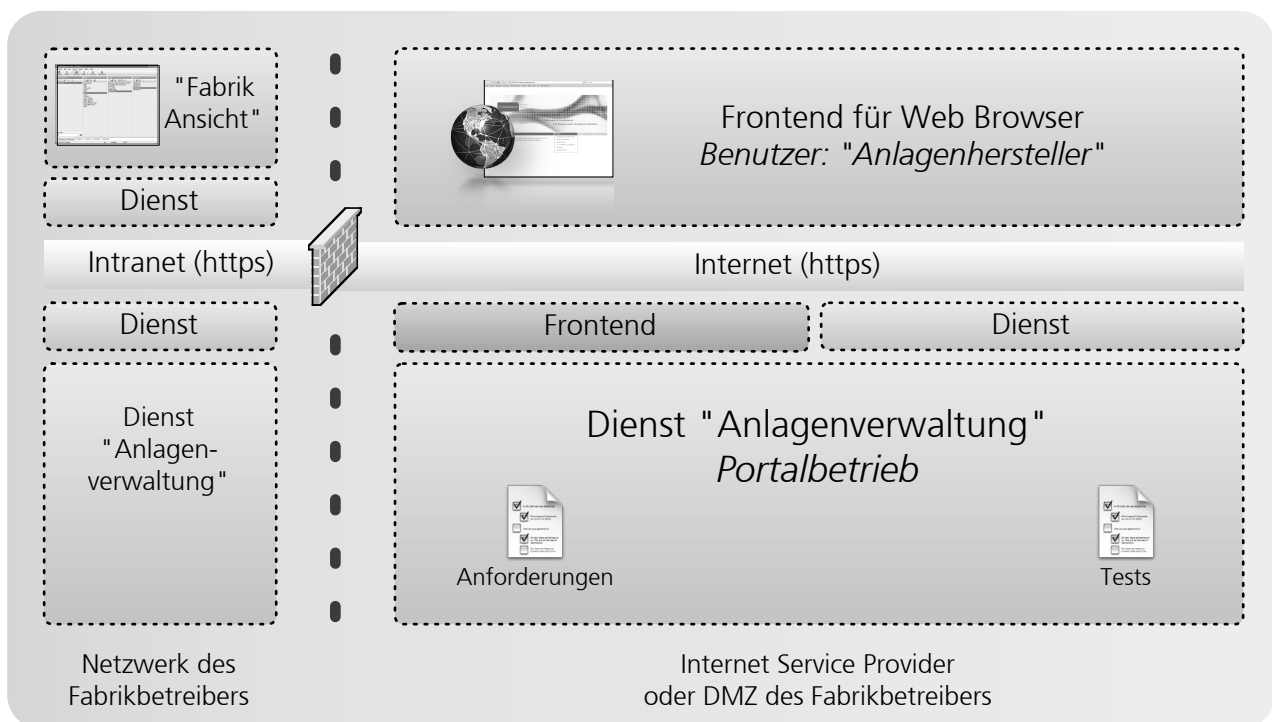 "Fabrik
Ansicht"
Dienst
Frontend für Web Browser
Benutzer: "Anlagenhersteller"
Intranet (https)
Internet (https)
Dienst
Frontend
Dienst
Dienst
"Anlagen-
verwaltung"
Dienst "Anlagenverwaltung"
Portalbetrieb
Anforderungen
Tests
Netzwerk des
Fabrikbetreibers
Internet Service Provider
oder DMZ des Fabrikbetreibers